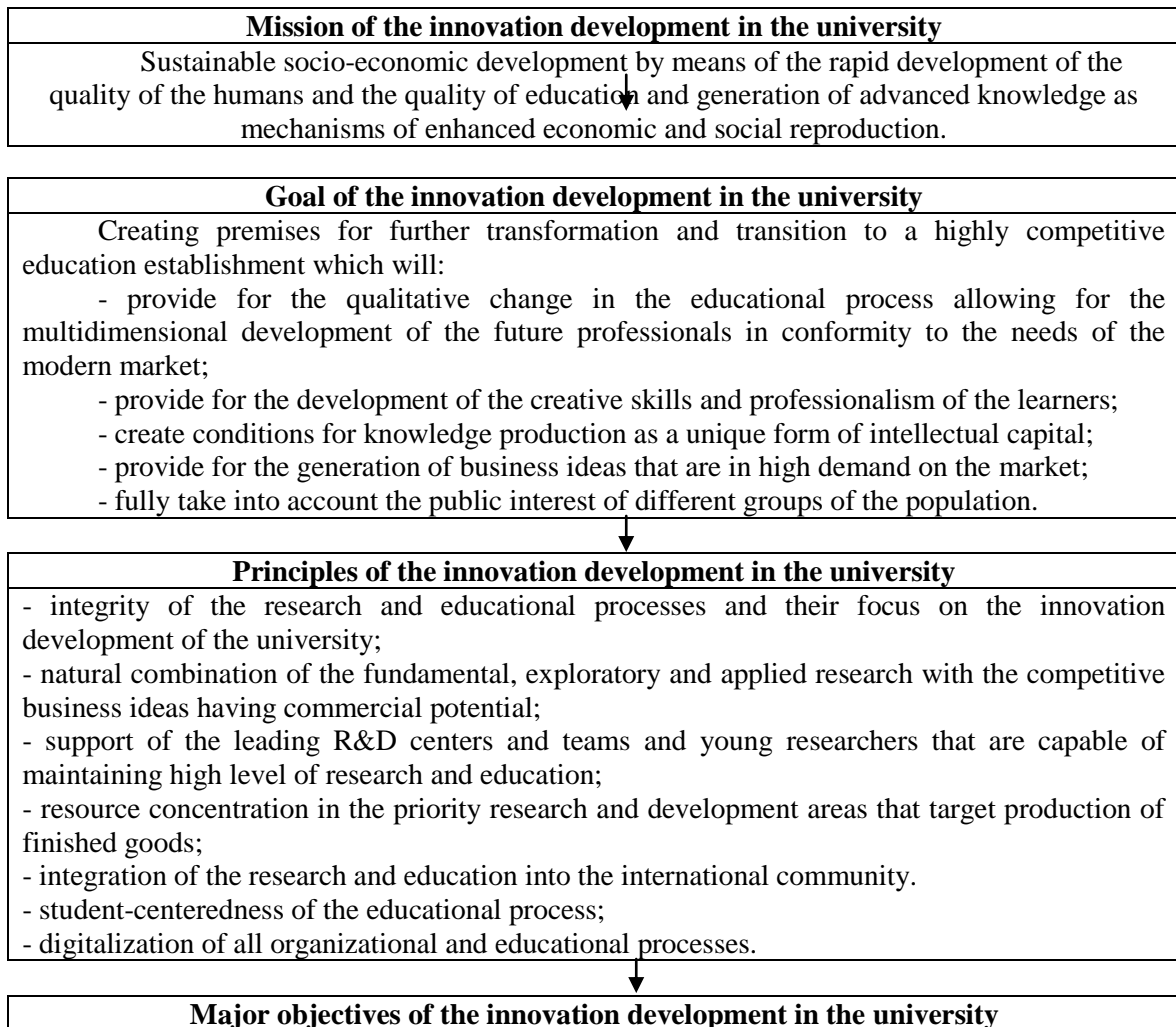 Mission of the innovation development in the university
Sustainable socio-economic development by means of the rapid development of the
quality of the humans and the quality of education and generation of advanced knowledge as
mechanisms of enhanced economic and social reproduction.
Goal of the innovation development in the university
Creating premises for further transformation and transition to a highly competitive
education establishment which will:
- provide for the qualitative change in the educational process allowing for the
multidimensional development of the future professionals in conformity to the needs of the
modern market;
- provide for the development of the creative skills and professionalism of the learners;
- create conditions for knowledge production as a unique form of intellectual capital;
- provide for the generation of business ideas that are in high demand on the market;
- fully take into account the public interest of different groups of the population.
Principles of the innovation development in the university
- integrity of the research and educational processes and their focus on the innovation
development of the university;
- natural combination of the fundamental, exploratory and applied research with the competitive
business ideas having commercial potential;
- support of the leading R&D centers and teams and young researchers that are capable of
maintaining high level of research and education;
- resource concentration in the priority research and development areas that target production of
finished goods;
- integration of the research and education into the international community.
- student-centeredness of the educational process;
- digitalization of all organizational and educational processes.
Major objectives of the innovation development in the university